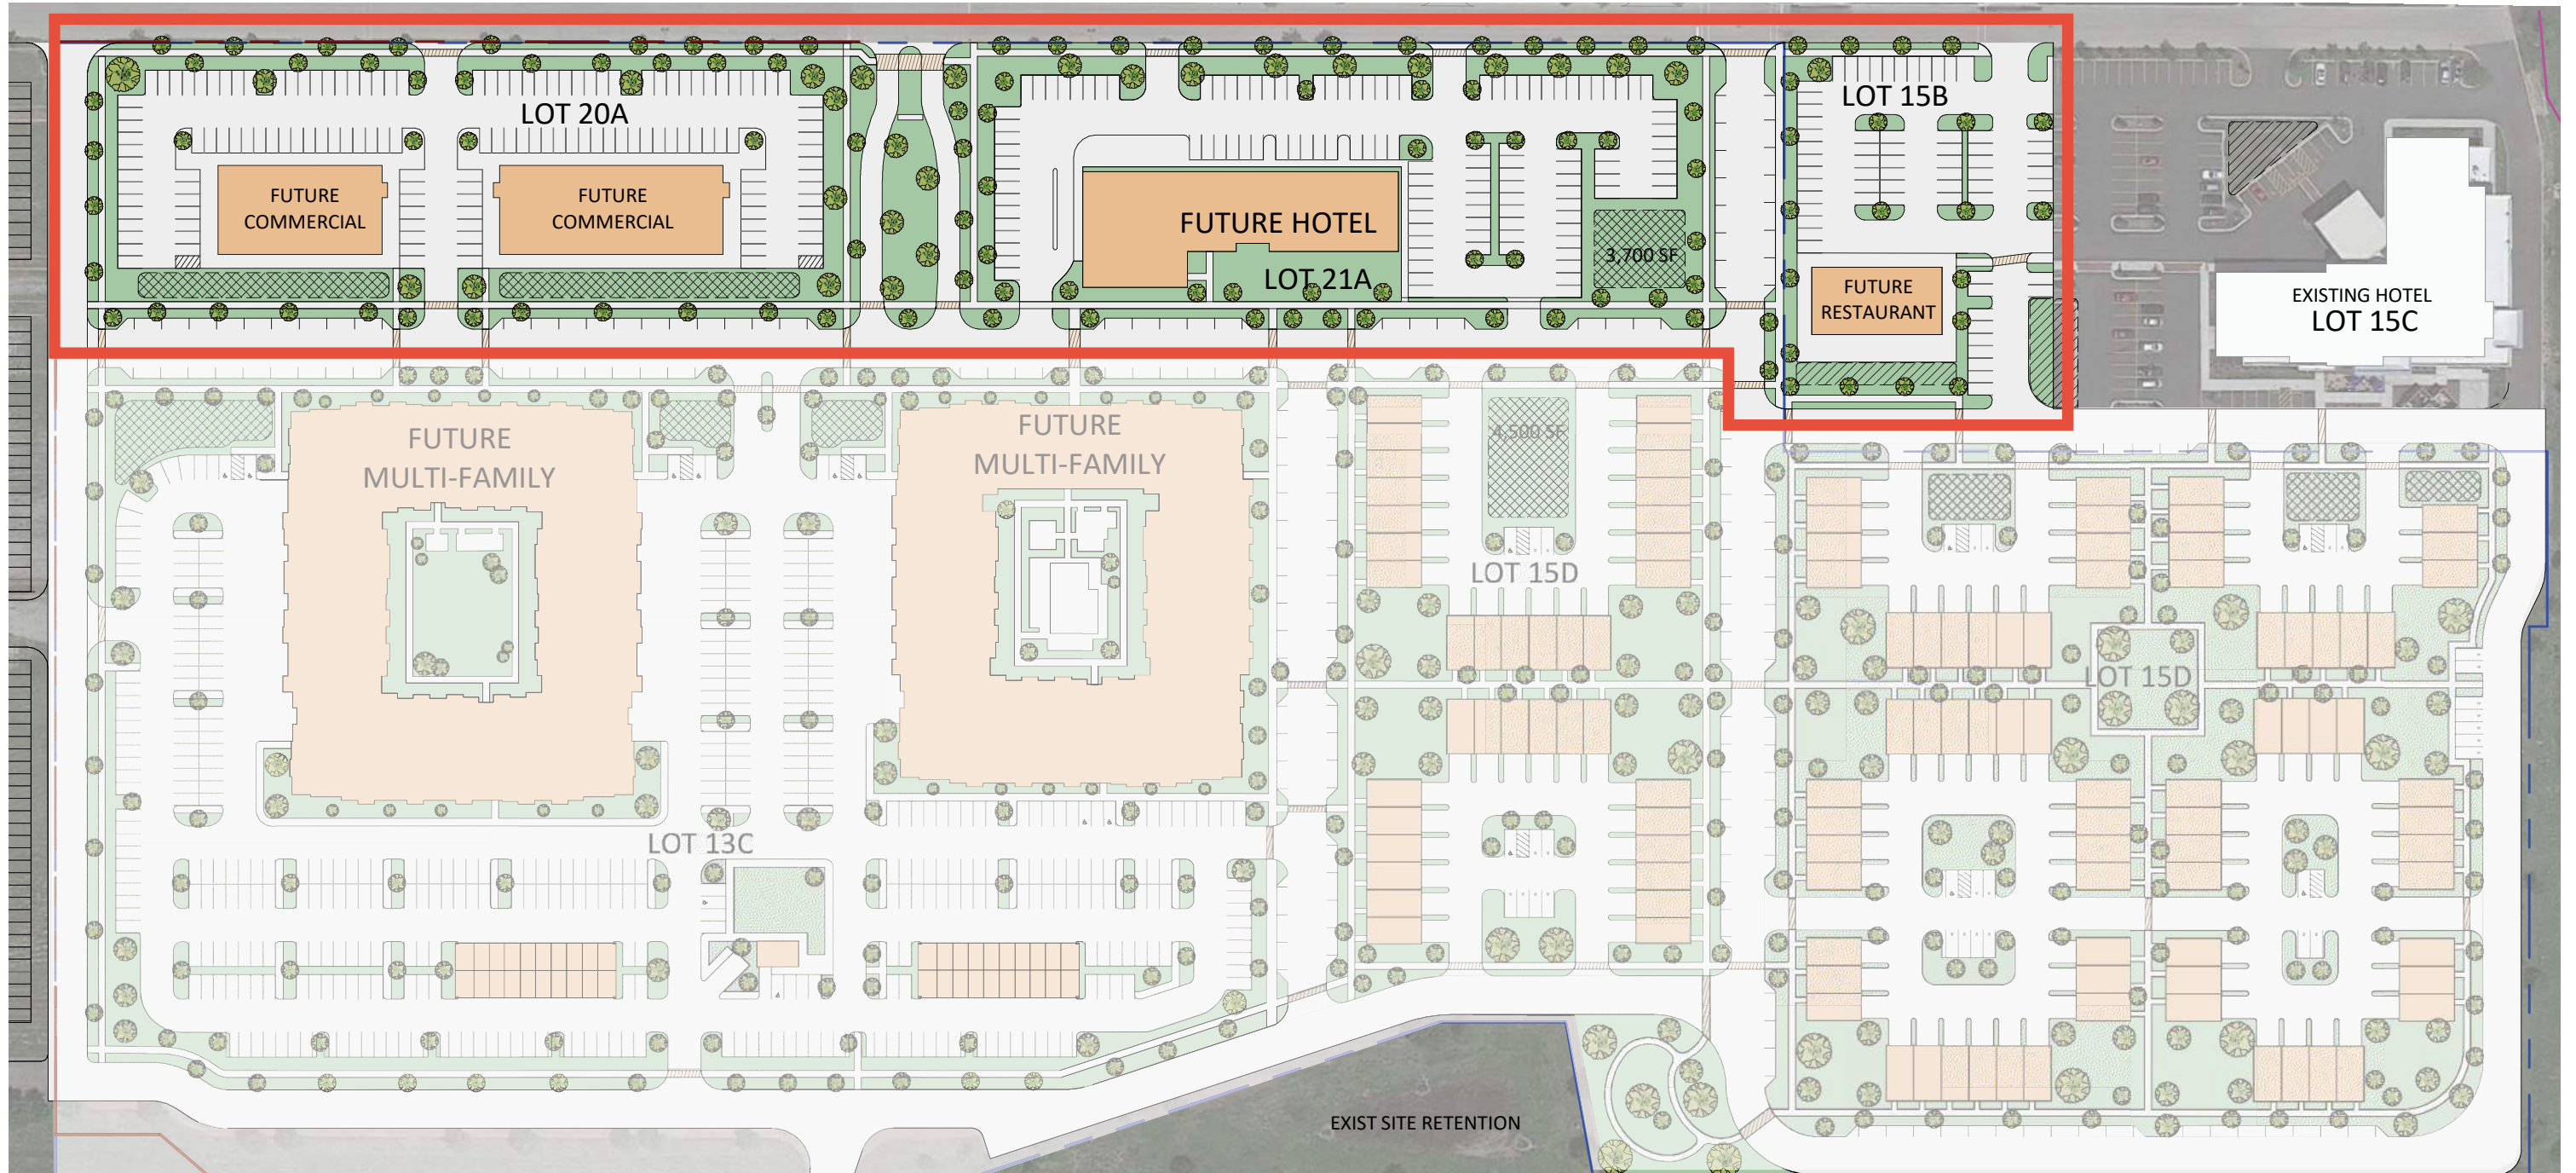 LOT 20A
LOT 15B
FUTURE
COMMERCIAL
FUTURE
COMMERCIAL
FUTURE HOTEL
3,700 SF
LOT 21A
FUTURE
RESTAURANT
EXISTING HOTEL
LOT 15C
FUTURE
MULTI-FAMILY
FUTURE
MULTI-FAMILY
4,500 SF
LOT 15D
LOT 15D
LOT 13C
EXIST SITE RETENTION